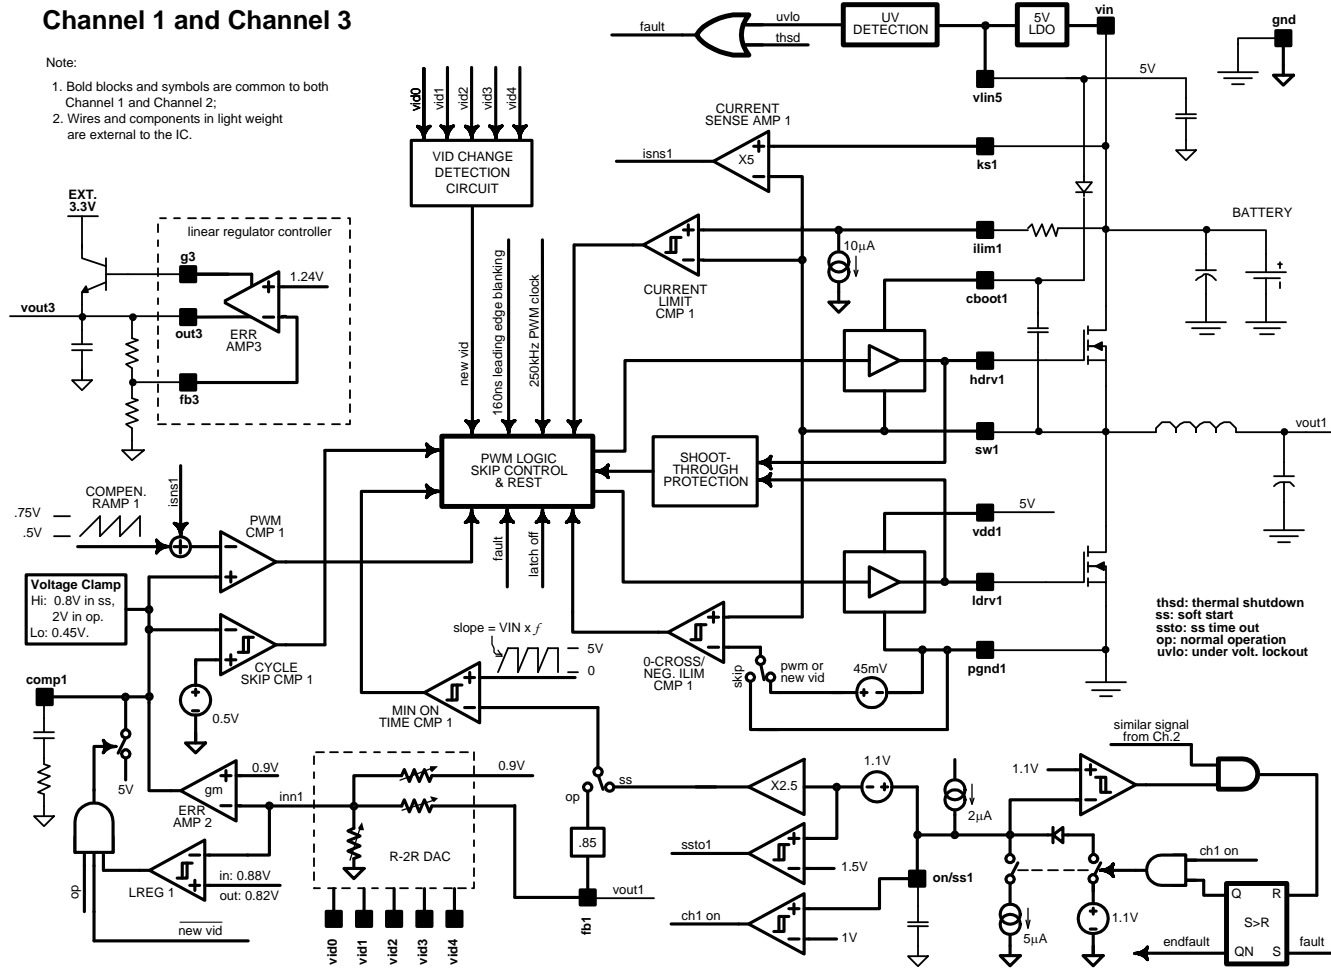 Channel 1 and Channel 3
Note:
1. Bold blocks and symbols are common to both
Channel 1 and Channel 2;
2. Wires and components in light weight
are external to the IC.
fault
uvlo
thsd
UV
DETECTION
5V
LDO
vin
gnd
vlin5
5V
vid0
vid1
vid2
vid3
vid4
VID CHANGE
DETECTION
CIRCUIT
CURRENT
SENSE AMP 1
isns1
X5
ks1
EXT.
3.3V
linear regulator controller
g3
1.24V
vout3
out3
ERR
AMP3
fb3
new vid
160ns leading edge blanking
250kHz PWM clock
CURRENT
LIMIT
CMP 1
10µA
ilim1
BATTERY
+
cboot1
hdrv1
sw1
vout1
PWM LOGIC
SKIP CONTROL
& REST
SHOOT-
THROUGH
PROTECTION
COMPEN.
RAMP 1
isns1
.75V
.5V
PWM
CMP 1
fault
latch off
5V
vdd1
ldrv1
Voltage Clamp
Hi: 0.8V in ss,
2V in op.
Lo: 0.45V.
CYCLE
SKIP CMP 1
0.5V
comp1
slope = VIN x f
5V
0
MIN ON
TIME CMP 1
0-CROSS/
NEG. ILIM
CMP 1
skip
pwm or
new vid
45mV
pgnd1
thsd: thermal shutdown
ss: soft start
ssto: ss time out
op: normal operation
uvlo: under volt. lockout
5V
gm
0.9V
ERR
AMP 2
inn1
0.9V
R-2R DAC
op
LREG 1
in: 0.88V
out: 0.82V
new vid
vid0
vid1
vid2
vid3
vid4
op
ss
.85
fb1
vout1
X2.5
1.1V
ssto1
1.5V
ch1 on
1V
on/ss1
2µA
5µA
1.1V
similar signal
from Ch.2
1.1V
ch1 on
Q
R
S>R
QN
S
endfault
fault